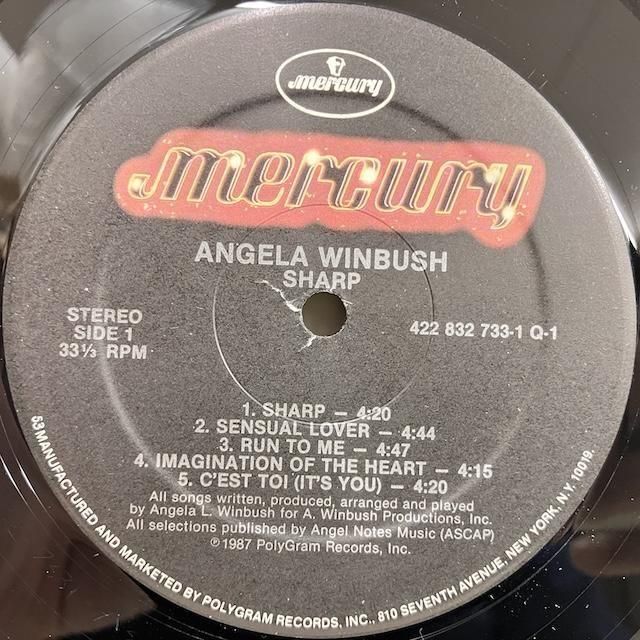 mercury
mercury
ANGELA WINBUSH
SHARP
STEREO
SIDE 1
33⅓ RPM
422 832 733-1 Q-1
1. SHARP — 4:20
2. SENSUAL LOVER — 4:44
3. RUN TO ME — 4:47
4. IMAGINATION OF THE HEART — 4:15
5. C'EST TOI (IT'S YOU) — 4:20
All songs written, produced, arranged and played
by Angela L. Winbush for A. Winbush Productions, Inc.
All selections published by Angel Notes Music (ASCAP)
℗1987 PolyGram Records, Inc.
53 MANUFACTURED AND MARKETED BY POLYGRAM RECORDS, INC., 810 SEVENTH AVENUE, NEW YORK, N.Y. 10019.